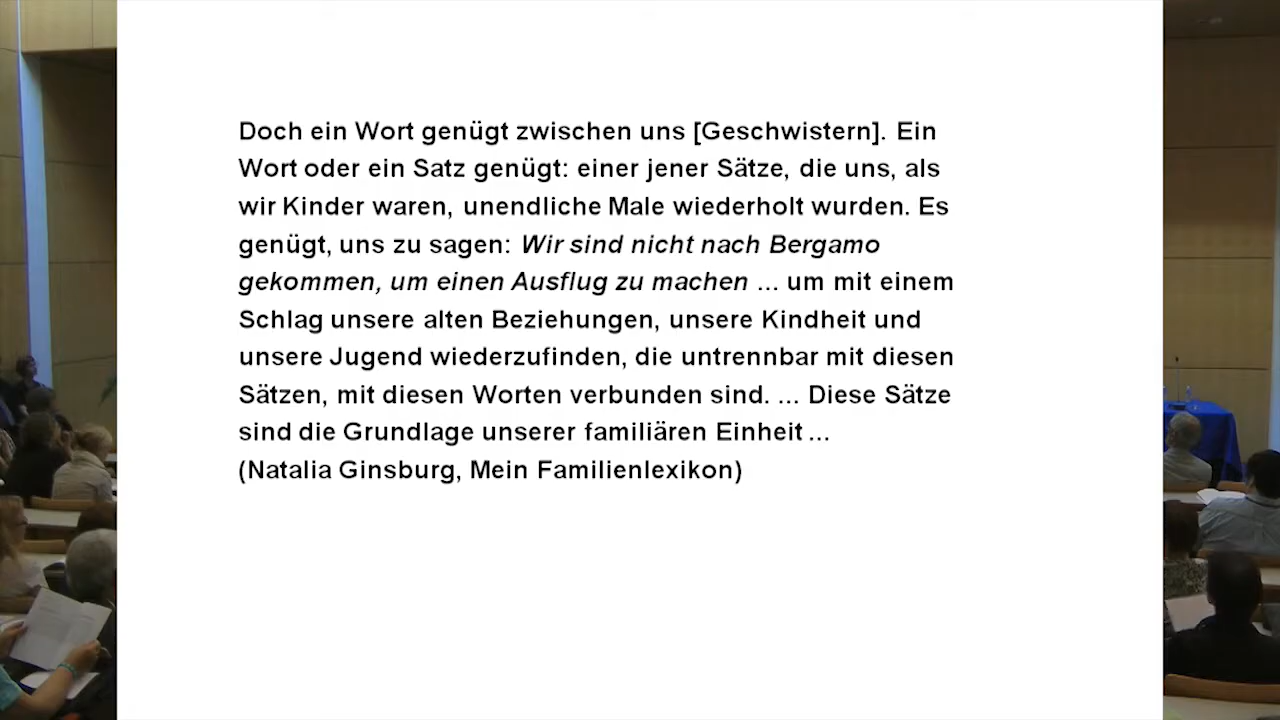 Doch ein Wort genügt zwischen uns [Geschwistern]. Ein
Wort oder ein Satz genügt: einer jener Sätze, die uns, als
wir Kinder waren, unendliche Male wiederholt wurden. Es
genügt, uns zu sagen: Wir sind nicht nach Bergamo
gekommen, um einen Ausflug zu machen ... um mit einem
Schlag unsere alten Beziehungen, unsere Kindheit und
unsere Jugend wiederzufinden, die untrennbar mit diesen
Sätzen, mit diesen Worten verbunden sind. ... Diese Sätze
sind die Grundlage unserer familiären Einheit ...
(Natalia Ginsburg, Mein Familienlexikon)